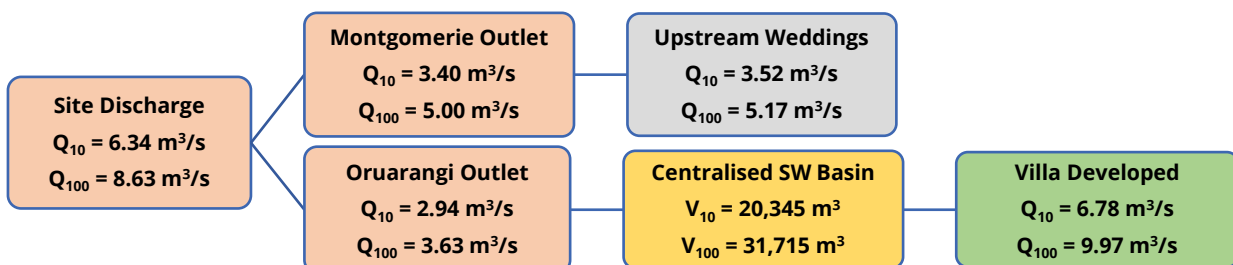 Site Discharge
Q₁₀ = 6.34 m³/s
Q₁₀₀ = 8.63 m³/s
Montgomerie Outlet
Q₁₀ = 3.40 m³/s
Q₁₀₀ = 5.00 m³/s
Upstream Weddings
Q₁₀ = 3.52 m³/s
Q₁₀₀ = 5.17 m³/s
Oruarangi Outlet
Q₁₀ = 2.94 m³/s
Q₁₀₀ = 3.63 m³/s
Centralised SW Basin
V₁₀ = 20,345 m³
V₁₀₀ = 31,715 m³
Villa Developed
Q₁₀ = 6.78 m³/s
Q₁₀₀ = 9.97 m³/s